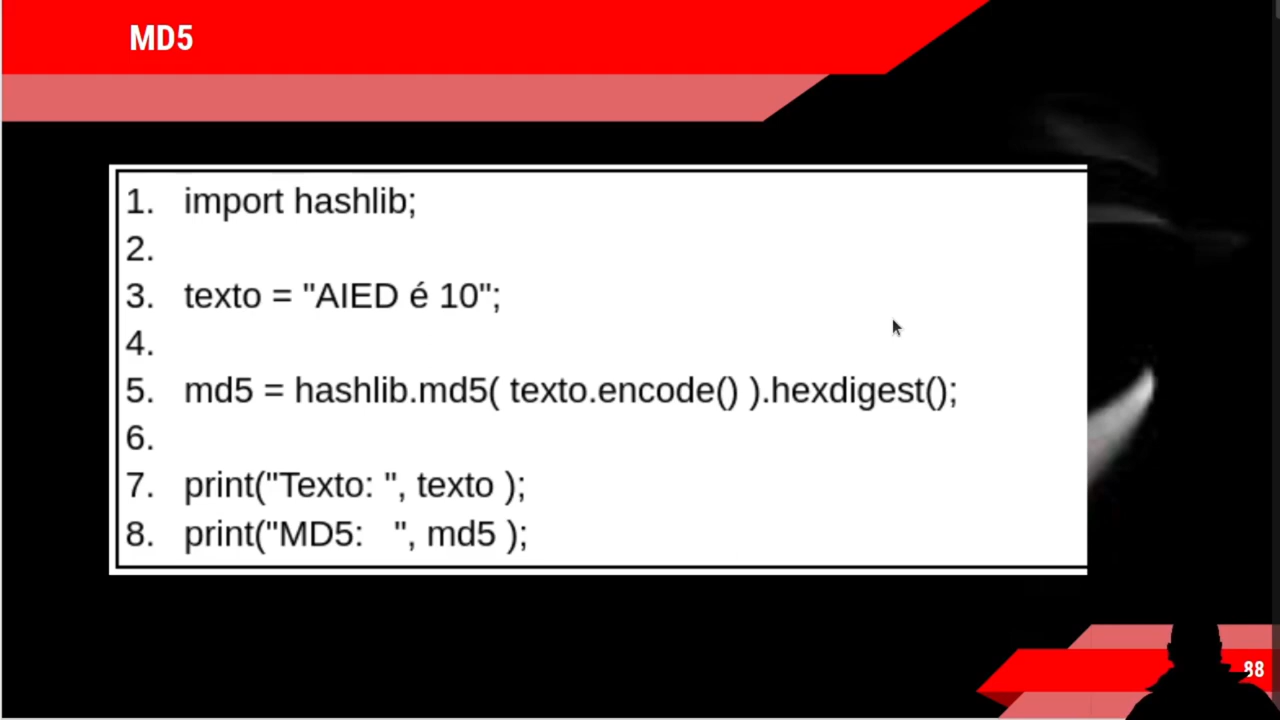 MD5
1. import hashlib;
2.
3. texto = "AIED é 10";
4.
5. md5 = hashlib.md5( texto.encode() ).hexdigest();
6.
7. print("Texto: ", texto );
8. print("MD5:   ", md5 );
88